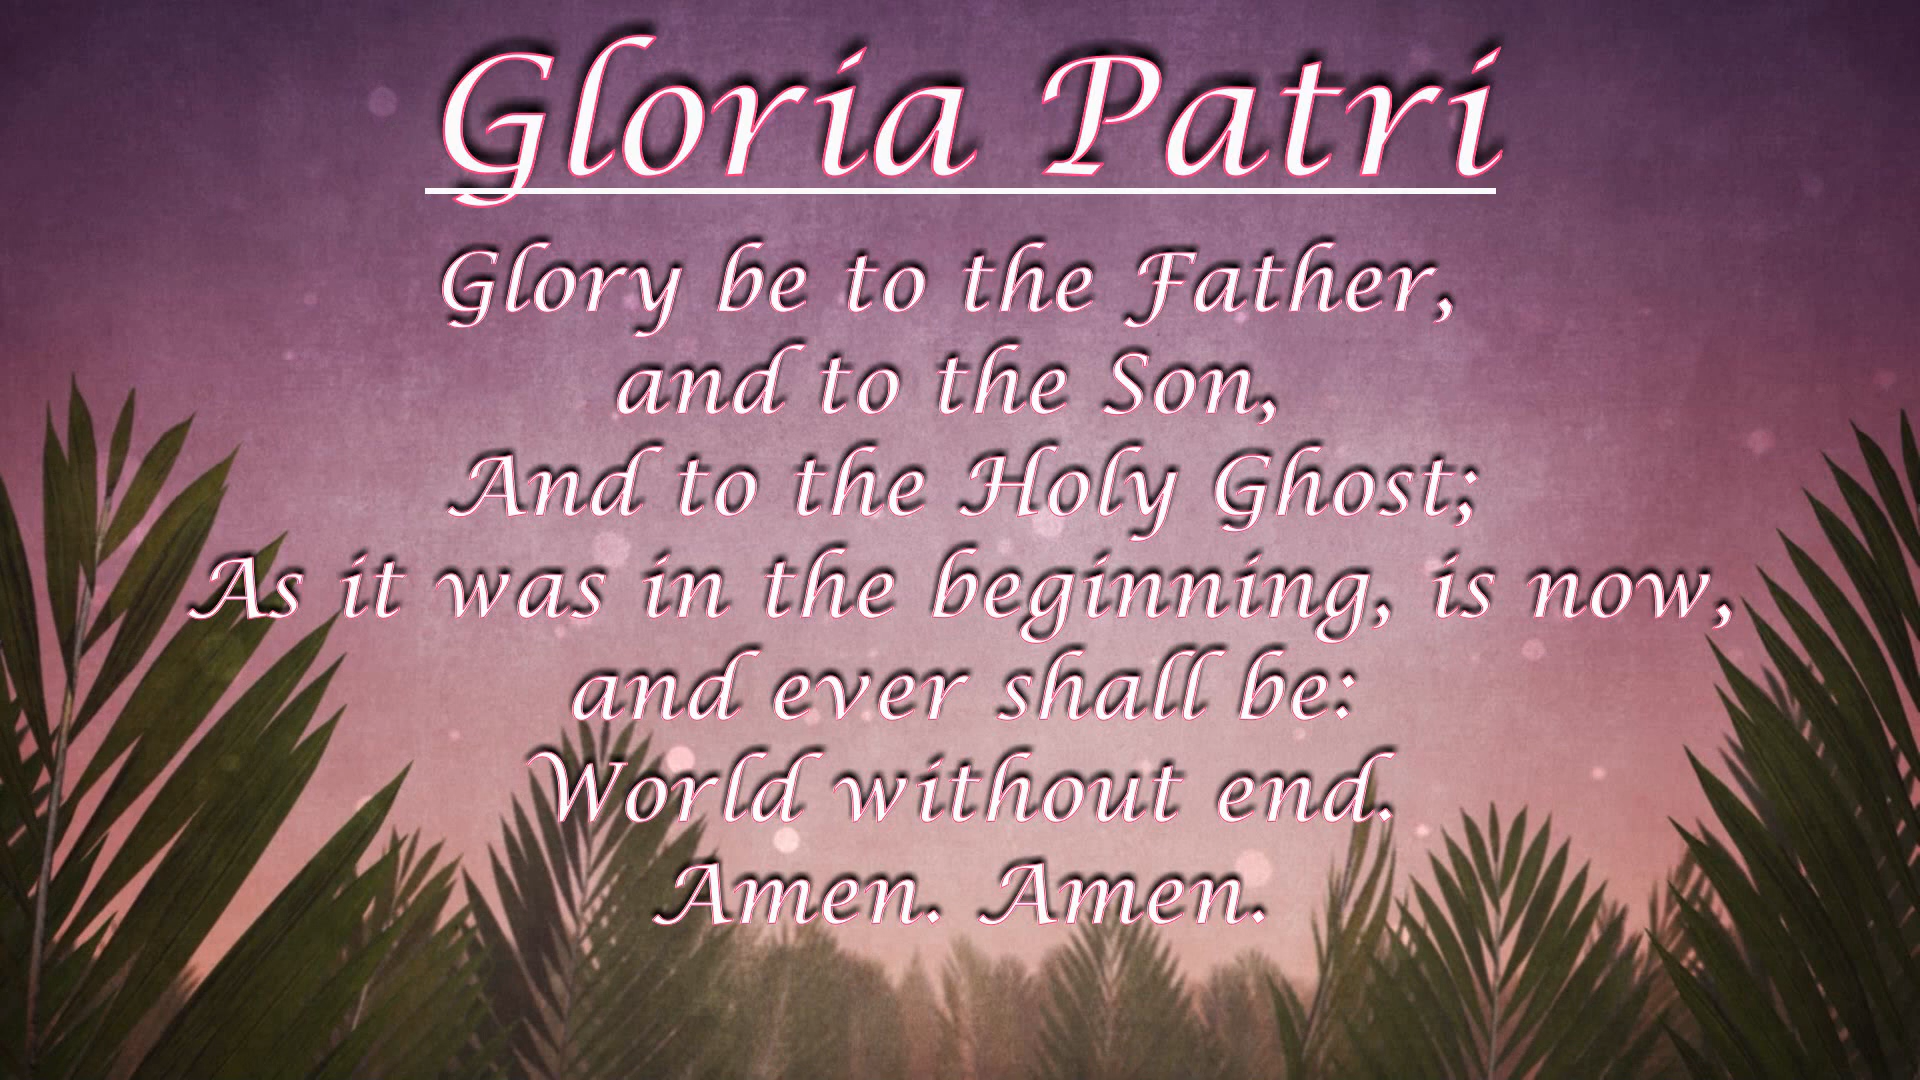 Gloria Patri
Glory be to the Father,
and to the Son,
And to the Holy Ghost;
As it was in the beginning, is now,
and ever shall be:
World without end.
Amen. Amen.